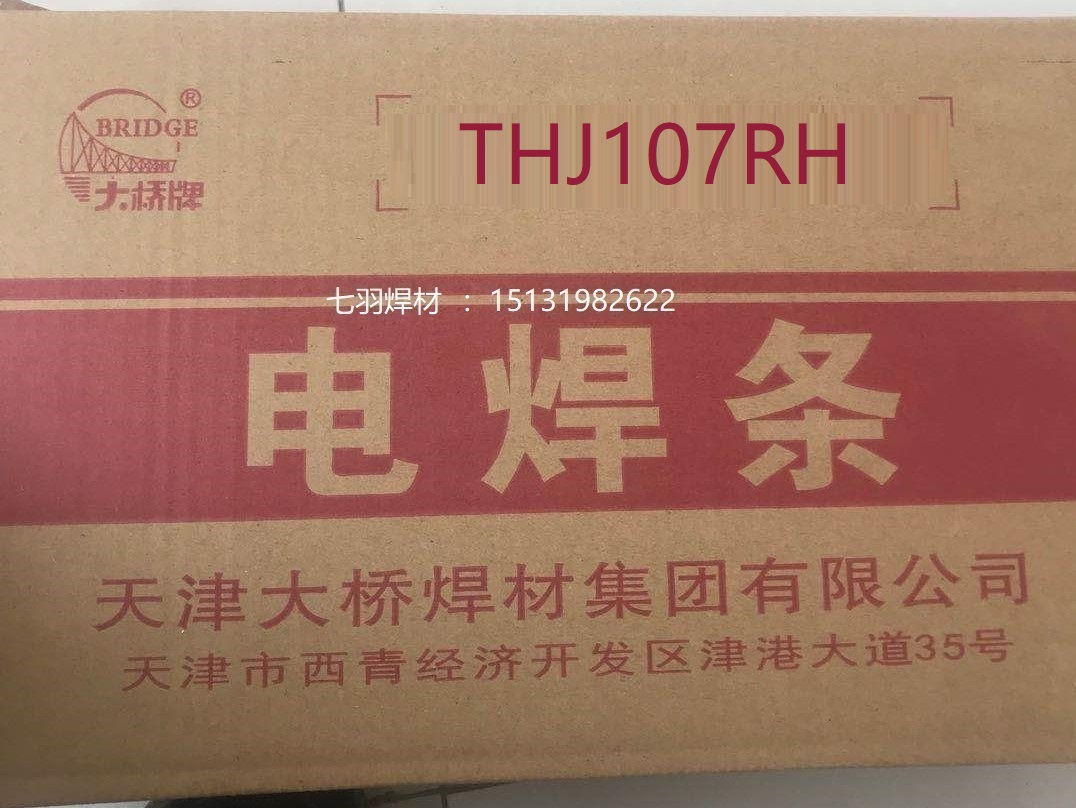 BRIDGE ®
大桥牌
THJ107RH
七羽焊材 : 15131982622
电焊条
天津大桥焊材集团有限公司
天津市西青经济开发区津港大道35号